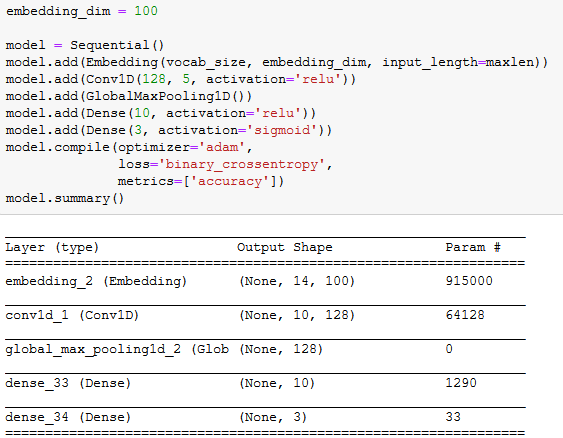 embedding_dim = 100
model = Sequential()
model.add(Embedding(vocab_size, embedding_dim, input_length=maxlen))
model.add(Conv1D(128, 5, activation='relu'))
model.add(GlobalMaxPooling1D())
model.add(Dense(10, activation='relu'))
model.add(Dense(3, activation='sigmoid'))
model.compile(optimizer='adam',
              loss='binary_crossentropy',
              metrics=['accuracy'])
model.summary()
_________________________________________________________________
Layer (type)                 Output Shape              Param #
=================================================================
embedding_2 (Embedding)      (None, 14, 100)           915000
_________________________________________________________________
conv1d_1 (Conv1D)            (None, 10, 128)           64128
_________________________________________________________________
global_max_pooling1d_2 (Glob (None, 128)               0
_________________________________________________________________
dense_33 (Dense)             (None, 10)                1290
_________________________________________________________________
dense_34 (Dense)             (None, 3)                 33
=================================================================